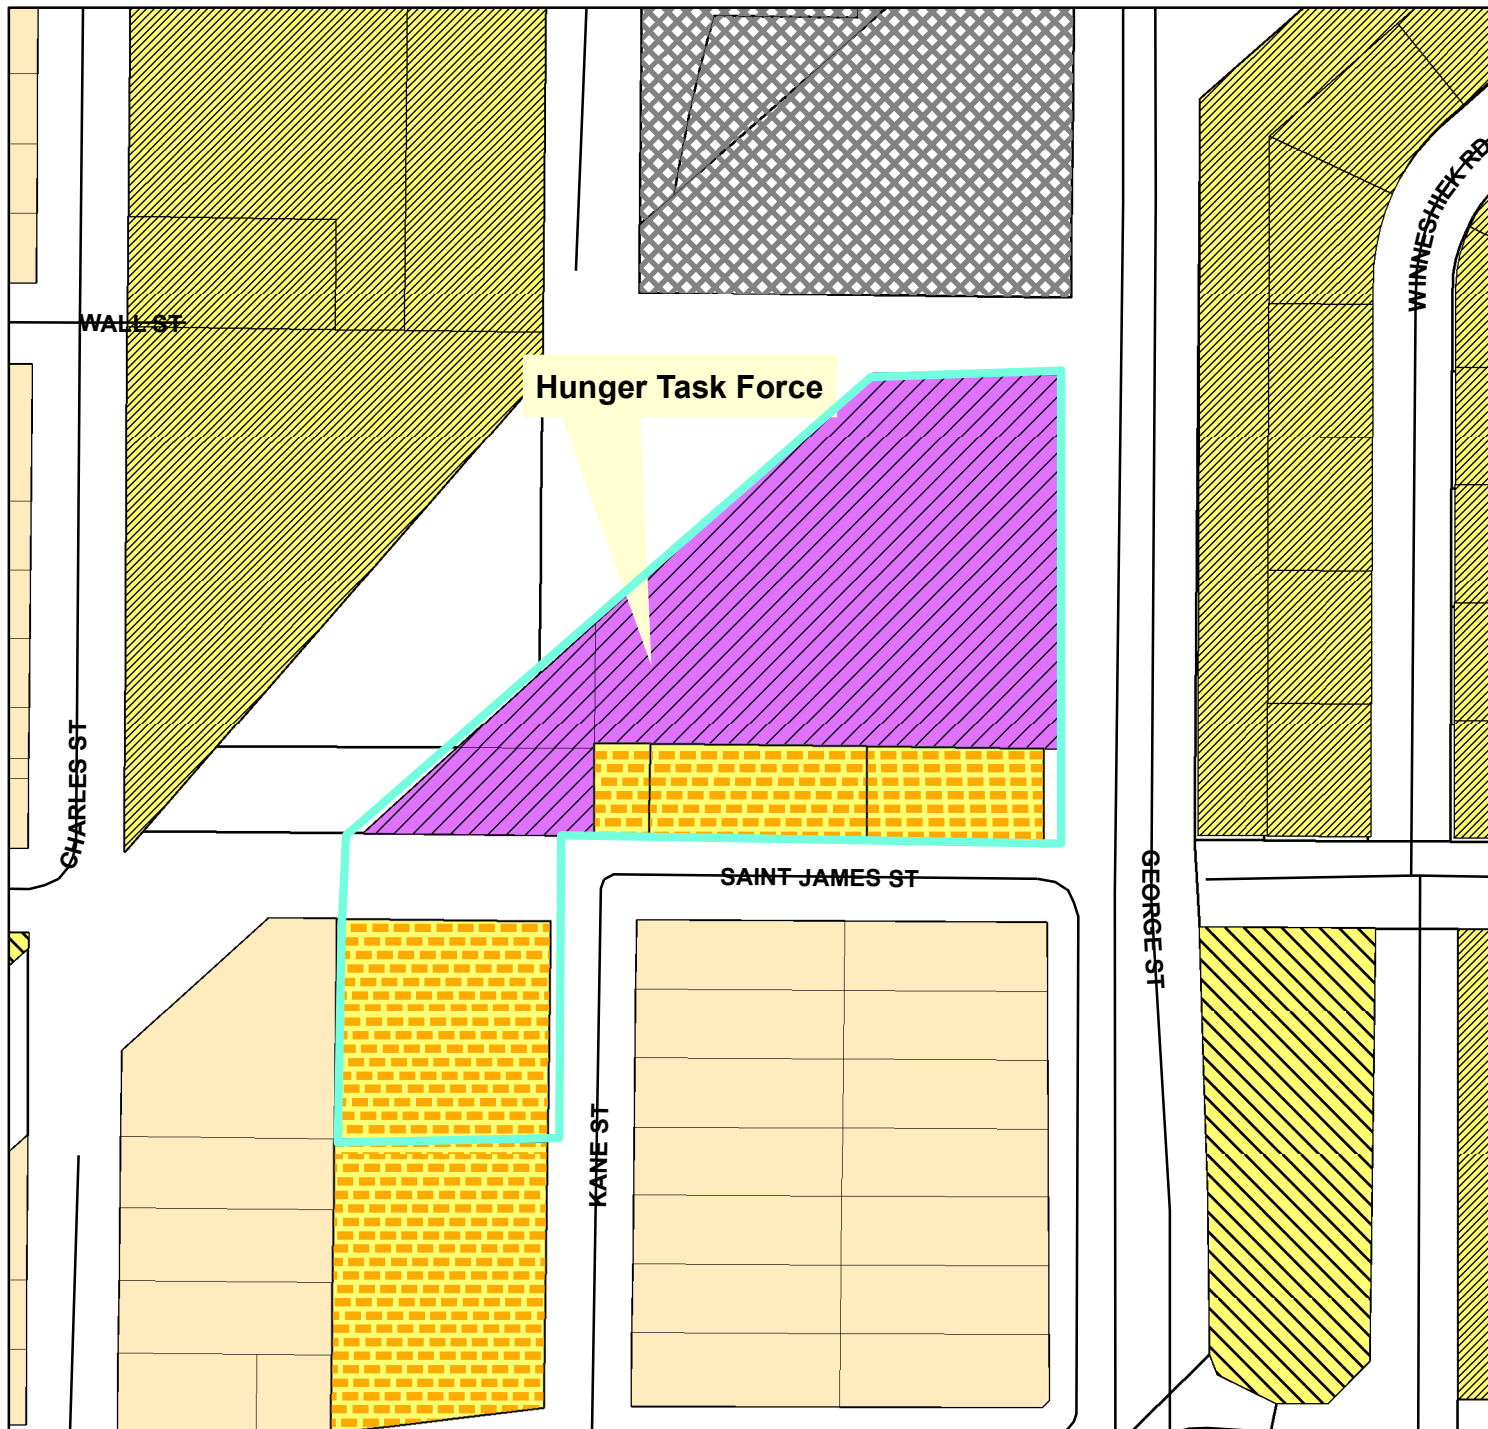 WINNESHIEK RD
WALL ST
Hunger Task Force
CHARLES ST
SAINT JAMES ST
GEORGE ST
KANE ST